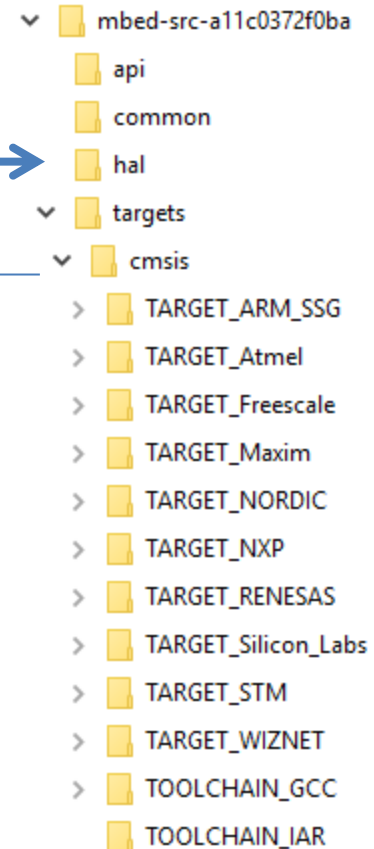 mbed-src-a11c0372f0ba
api
common
hal
targets
cmsis
TARGET_ARM_SSG
TARGET_Atmel
TARGET_Freescale
TARGET_Maxim
TARGET_NORDIC
TARGET_NXP
TARGET_RENESAS
TARGET_Silicon_Labs
TARGET_STM
TARGET_WIZNET
TOOLCHAIN_GCC
TOOLCHAIN_IAR